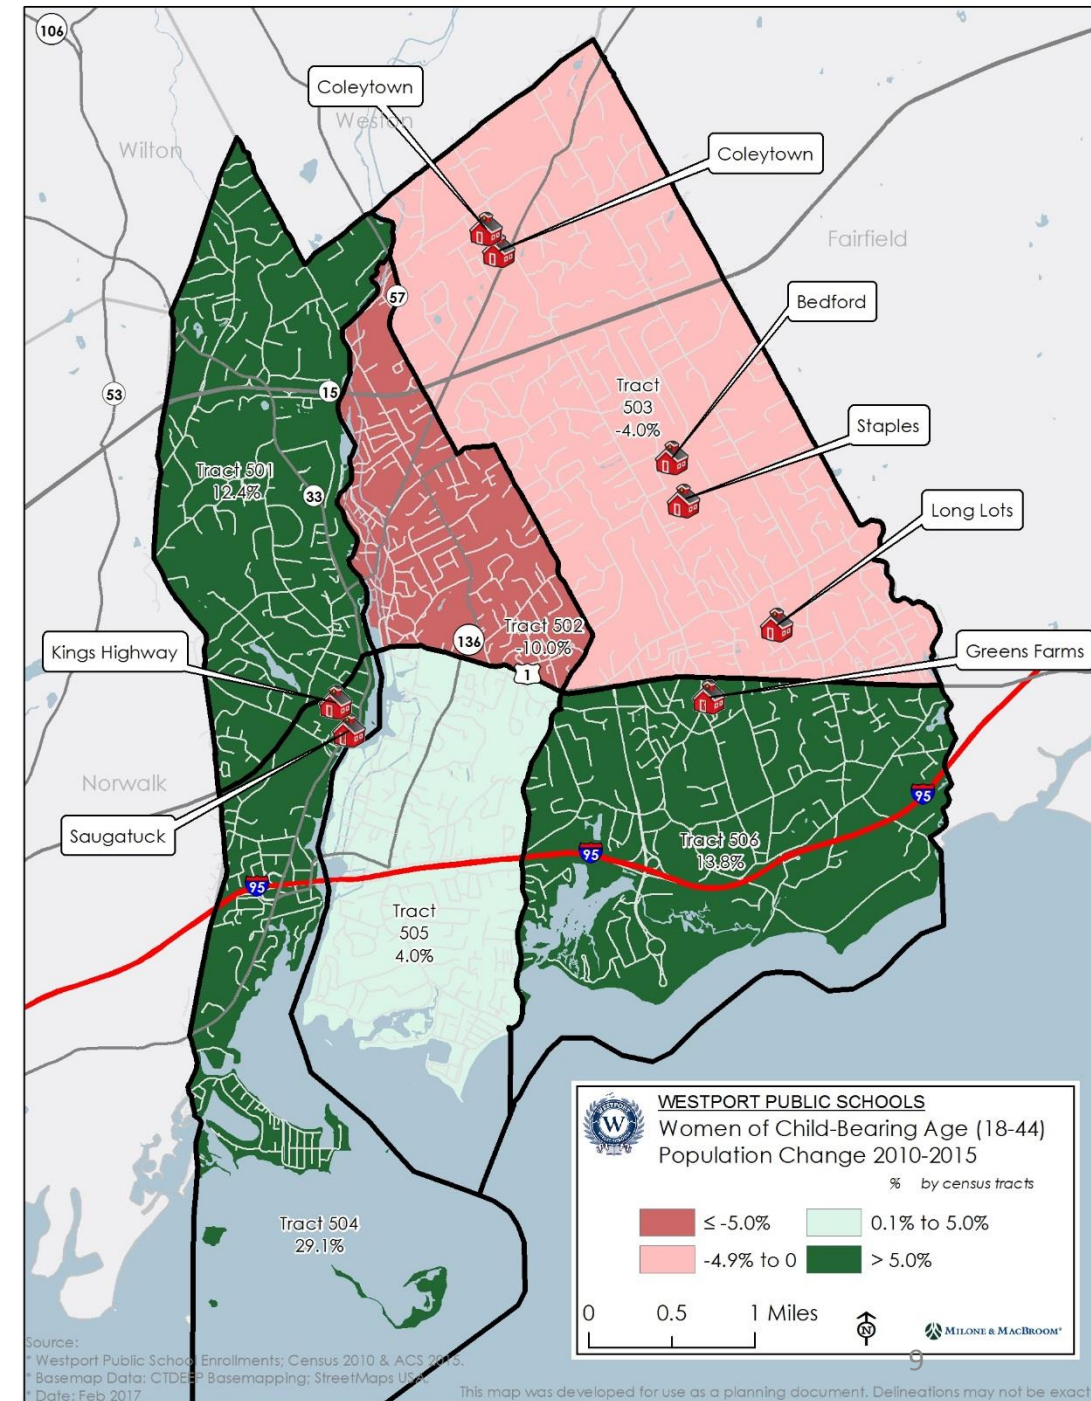 106
Coleytown
Weston
Wilton
Coleytown
Fairfield
57
Bedford
53
15
Tract
503
-4.0%
Staples
Tract 501
12.4%
33
Long Lots
Kings Highway
136
Tract 502
-10.0%
1
Greens Farms
Norwalk
Saugatuck
95
95
95
Tract 506
13.8%
Tract
505
4.0%
Tract 504
29.1%
WESTPORT
W
WESTPORT PUBLIC SCHOOLS
Women of Child-Bearing Age (18-44)
Population Change 2010-2015
% by census tracts
≤ -5.0%
0.1% to 5.0%
-4.9% to 0
> 5.0%
0 0.5 1 Miles
N
MILONE & MACBROOM®
9
Source:
* Westport Public School Enrollments; Census 2010 & ACS 2015.
* Basemap Data: CTDEEP Basemapping; StreetMaps USA.
* Date: Feb 2017
This map was developed for use as a planning document. Delineations may not be exact